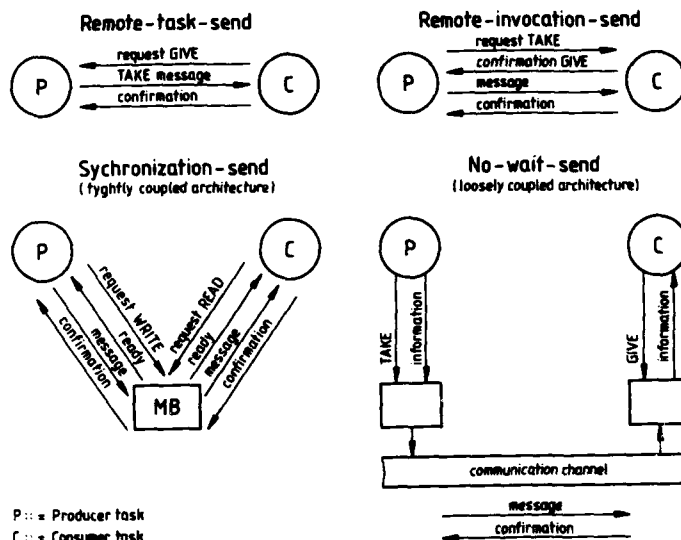 Remote-task-send
request GIVE
TAKE message
confirmation
P
C
Remote-invocation-send
request TAKE
confirmation GIVE
message
confirmation
P
C
Sychronization-send
(tyghtly coupled architecture)
P
C
request WRITE
ready
message
confirmation
request READ
ready
message
confirmation
MB
No-wait-send
(loosely coupled architecture)
P
C
TAKE
information
GIVE
information
communication channel
message
confirmation
P :: = Producer task
C :: = Consumer task